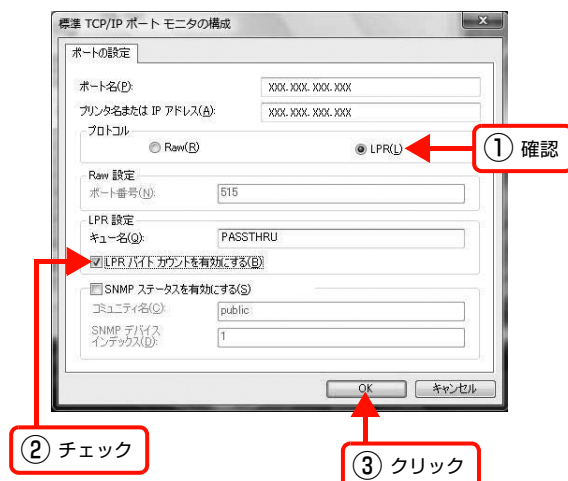 標準 TCP/IP ポート モニタの構成
ポートの設定
ポート名(P):
XXX. XXX. XXX. XXX
プリンタ名または IP アドレス(A):
XXX. XXX. XXX. XXX
プロトコル
Raw(R)
LPR(L)
① 確認
Raw 設定
ポート番号(N):
515
LPR 設定
キュー名(Q):
PASSTHRU
LPR バイト カウントを有効にする(B)
SNMP ステータスを有効にする(S)
コミュニティ名(C):
public
SNMP デバイス
インデックス(D):
1
OK
キャンセル
② チェック
③ クリック